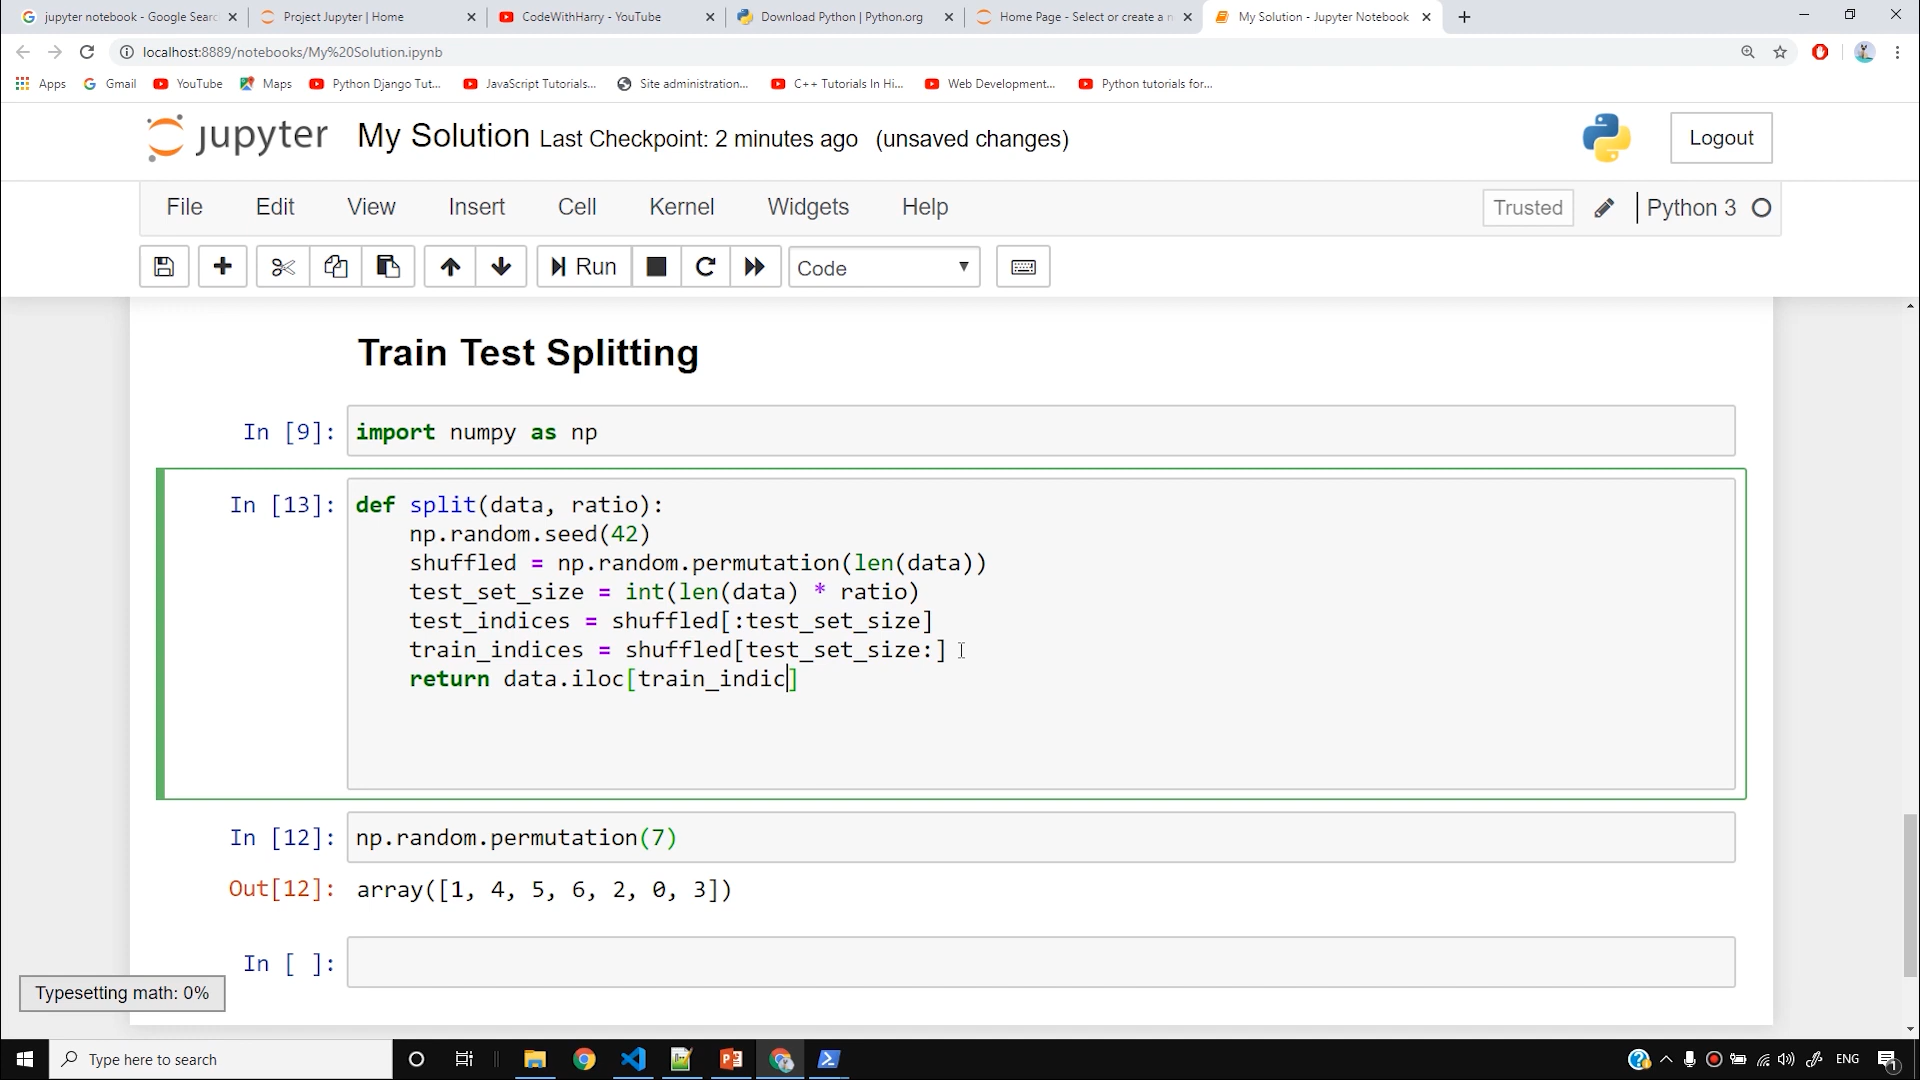 jupyter notebook - Google Searc
Project Jupyter | Home
CodeWithHarry - YouTube
Download Python | Python.org
Home Page - Select or create a n
My Solution - Jupyter Notebook
localhost:8889/notebooks/My%20Solution.ipynb
Apps
Gmail
YouTube
Maps
Python Django Tut...
JavaScript Tutorials...
Site administration...
C++ Tutorials In Hi...
Web Development...
Python tutorials for...
jupyter My Solution Last Checkpoint: 2 minutes ago (unsaved changes)
Logout
File Edit View Insert Cell Kernel Widgets Help
Trusted
Python 3
Run
Code
Train Test Splitting
In [9]: import numpy as np
In [13]: def split(data, ratio):
np.random.seed(42)
shuffled = np.random.permutation(len(data))
test_set_size = int(len(data) * ratio)
test_indices = shuffled[:test_set_size]
train_indices = shuffled[test_set_size:]
return data.iloc[train_indic]
In [12]: np.random.permutation(7)
Out[12]: array([1, 4, 5, 6, 2, 0, 3])
In [ ]:
Typesetting math: 0%
Type here to search
ENG
1